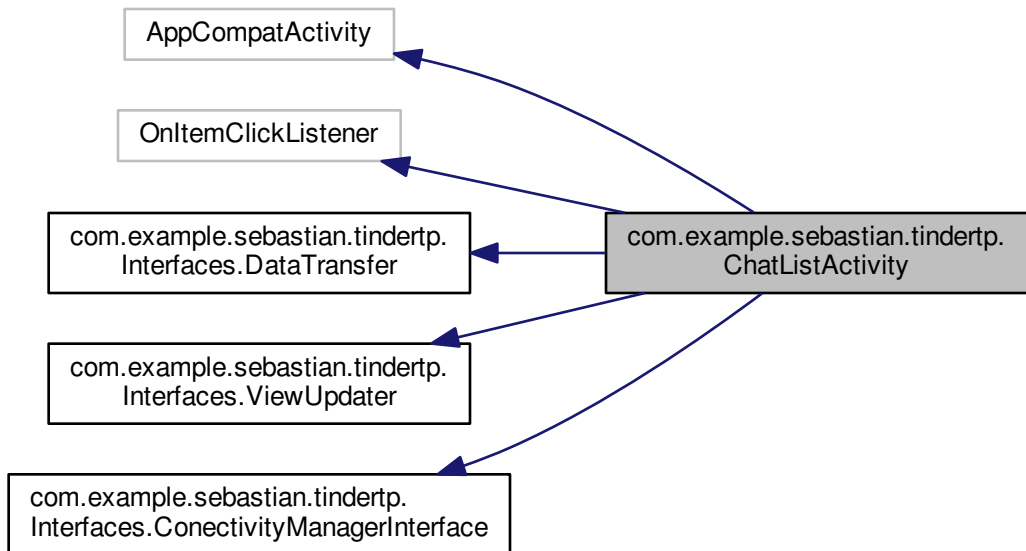 AppCompatActivity
OnItemClickListener
com.example.sebastian.tindertp.
Interfaces.DataTransfer
com.example.sebastian.tindertp.
ChatListActivity
com.example.sebastian.tindertp.
Interfaces.ViewUpdater
com.example.sebastian.tindertp.
Interfaces.ConectivityManagerInterface